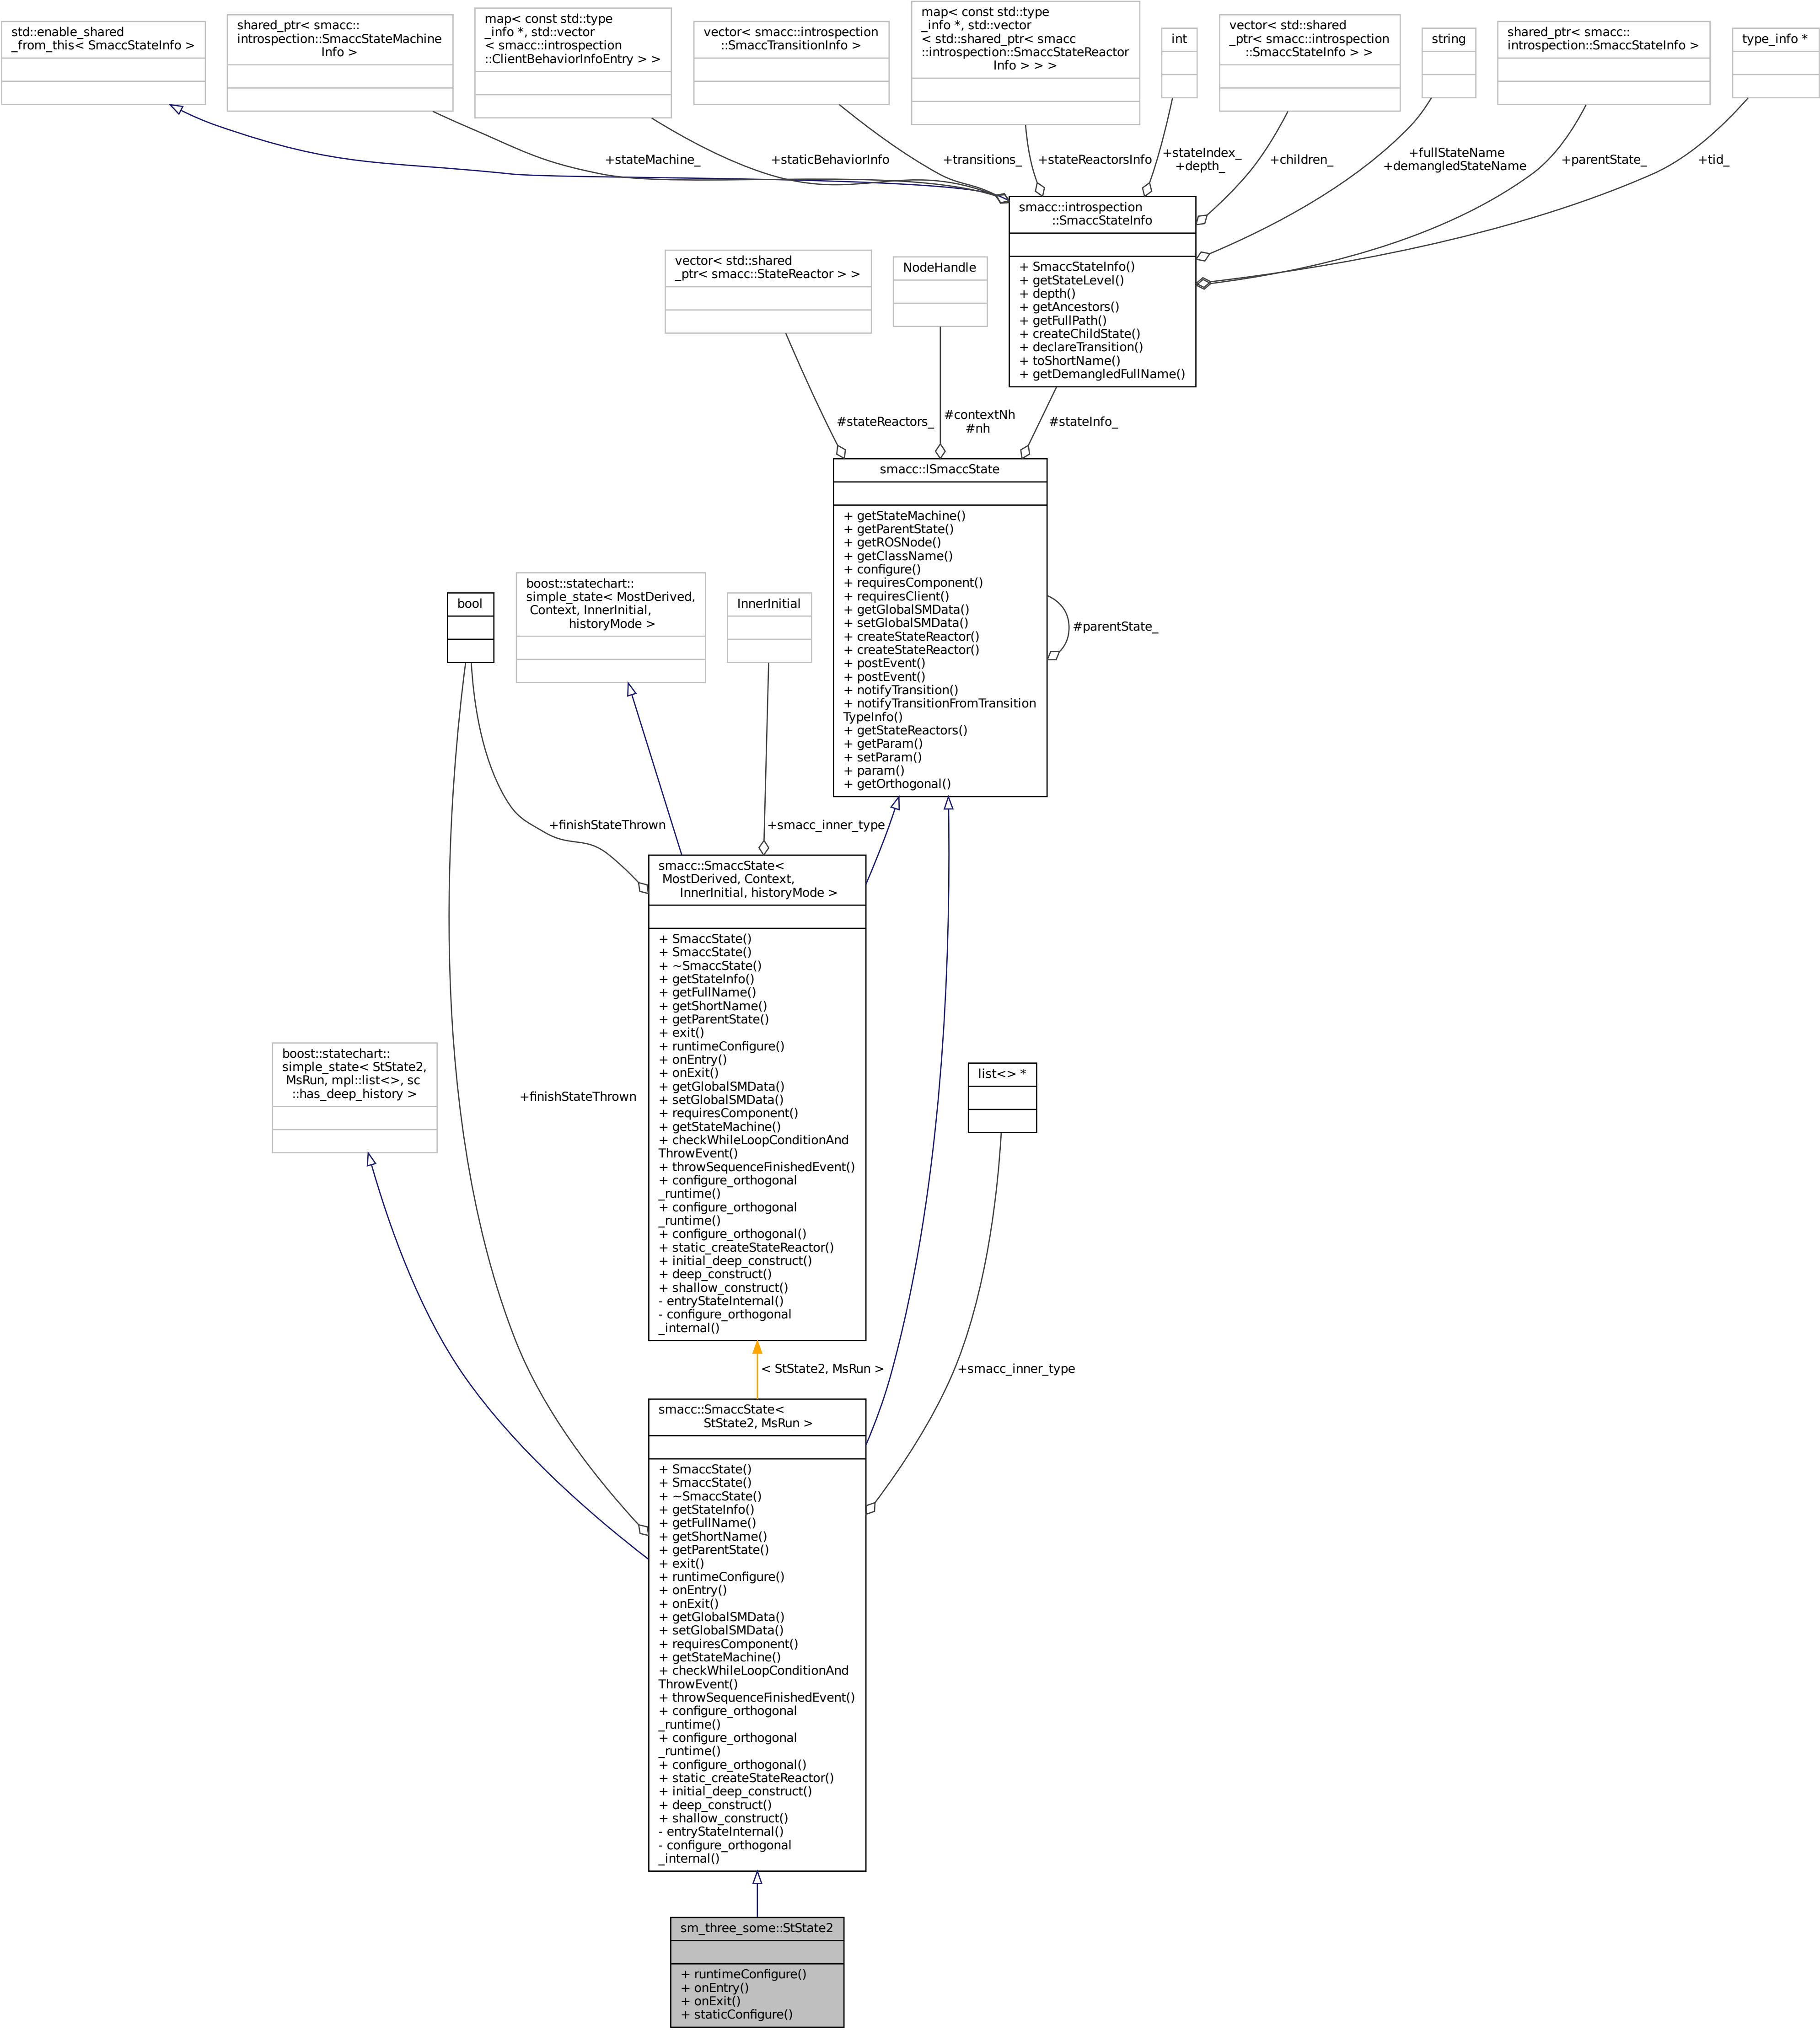 std::enable_shared
_from_this< SmaccStateInfo >
shared_ptr< smacc::
introspection::SmaccStateMachine
Info >
map< const std::type
_info *, std::vector
< smacc::introspection
::ClientBehaviorInfoEntry > >
vector< smacc::introspection
::SmaccTransitionInfo >
map< const std::type
_info *, std::vector
< std::shared_ptr< smacc
::introspection::SmaccStateReactor
Info > > >
int
vector< std::shared
_ptr< smacc::introspection
::SmaccStateInfo > >
string
shared_ptr< smacc::
introspection::SmaccStateInfo >
type_info *
+stateMachine_
+staticBehaviorInfo
+transitions_
+stateReactorsInfo
+stateIndex_
+depth_
+children_
+fullStateName
+demangledStateName
+parentState_
+tid_
smacc::introspection
::SmaccStateInfo
+ SmaccStateInfo()
+ getStateLevel()
+ depth()
+ getAncestors()
+ getFullPath()
+ createChildState()
+ declareTransition()
+ toShortName()
+ getDemangledFullName()
vector< std::shared
_ptr< smacc::StateReactor > >
NodeHandle
#stateReactors_
#contextNh
#nh
#stateInfo_
smacc::ISmaccState
+ getStateMachine()
+ getParentState()
+ getROSNode()
+ getClassName()
+ configure()
+ requiresComponent()
+ requiresClient()
+ getGlobalSMData()
+ setGlobalSMData()
+ createStateReactor()
+ createStateReactor()
+ postEvent()
+ postEvent()
+ notifyTransition()
+ notifyTransitionFromTransition
TypeInfo()
+ getStateReactors()
+ getParam()
+ setParam()
+ param()
+ getOrthogonal()
#parentState_
bool
boost::statechart::
simple_state< MostDerived,
Context, InnerInitial,
historyMode >
InnerInitial
+finishStateThrown
+smacc_inner_type
smacc::SmaccState<
MostDerived, Context,
InnerInitial, historyMode >
+ SmaccState()
+ SmaccState()
+ ~SmaccState()
+ getStateInfo()
+ getFullName()
+ getShortName()
+ getParentState()
+ exit()
+ runtimeConfigure()
+ onEntry()
+ onExit()
+ getGlobalSMData()
+ setGlobalSMData()
+ requiresComponent()
+ getStateMachine()
+ checkWhileLoopConditionAnd
ThrowEvent()
+ throwSequenceFinishedEvent()
+ configure_orthogonal
_runtime()
+ configure_orthogonal
_runtime()
+ configure_orthogonal()
+ static_createStateReactor()
+ initial_deep_construct()
+ deep_construct()
+ shallow_construct()
- entryStateInternal()
- configure_orthogonal
_internal()
boost::statechart::
simple_state< StState2,
MsRun, mpl::list<>, sc
::has_deep_history >
+finishStateThrown
list<> *
< StState2, MsRun >
+smacc_inner_type
smacc::SmaccState<
StState2, MsRun >
+ SmaccState()
+ SmaccState()
+ ~SmaccState()
+ getStateInfo()
+ getFullName()
+ getShortName()
+ getParentState()
+ exit()
+ runtimeConfigure()
+ onEntry()
+ onExit()
+ getGlobalSMData()
+ setGlobalSMData()
+ requiresComponent()
+ getStateMachine()
+ checkWhileLoopConditionAnd
ThrowEvent()
+ throwSequenceFinishedEvent()
+ configure_orthogonal
_runtime()
+ configure_orthogonal
_runtime()
+ configure_orthogonal()
+ static_createStateReactor()
+ initial_deep_construct()
+ deep_construct()
+ shallow_construct()
- entryStateInternal()
- configure_orthogonal
_internal()
sm_three_some::StState2
+ runtimeConfigure()
+ onEntry()
+ onExit()
+ staticConfigure()